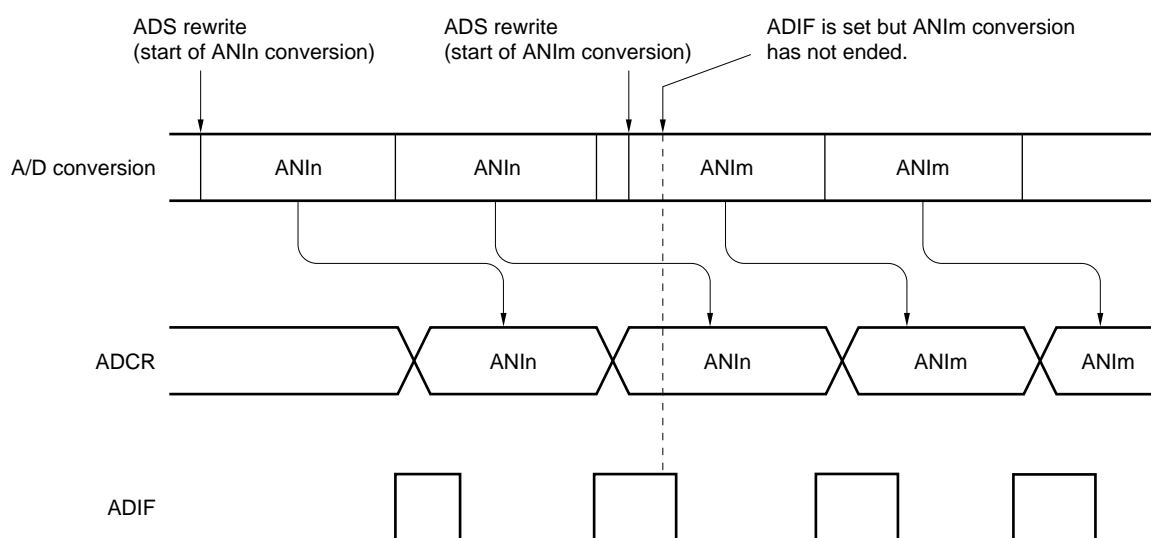 ADS rewrite
(start of ANIn conversion)
ADS rewrite
(start of ANIm conversion)
ADIF is set but ANIm conversion
has not ended.
A/D conversion
ANIn
ANIn
ANIm
ANIm
ADCR
ANIn
ANIn
ANIm
ANIm
ADIF